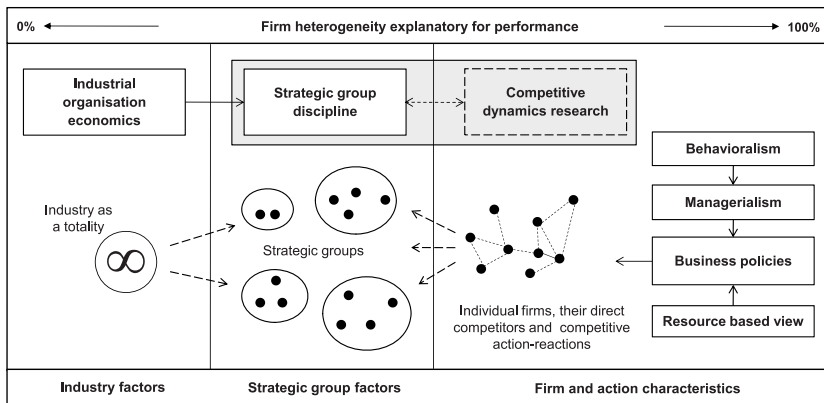 0%
Firm heterogeneity explanatory for performance
100%
Industrial
organisation
economics
Strategic group
discipline
Competitive
dynamics research
Behavioralism
Managerialism
Business policies
Resource based view
Industry as
a totality
∞
Strategic groups
Individual firms, their direct
competitors and competitive
action-reactions
Industry factors
Strategic group factors
Firm and action characteristics